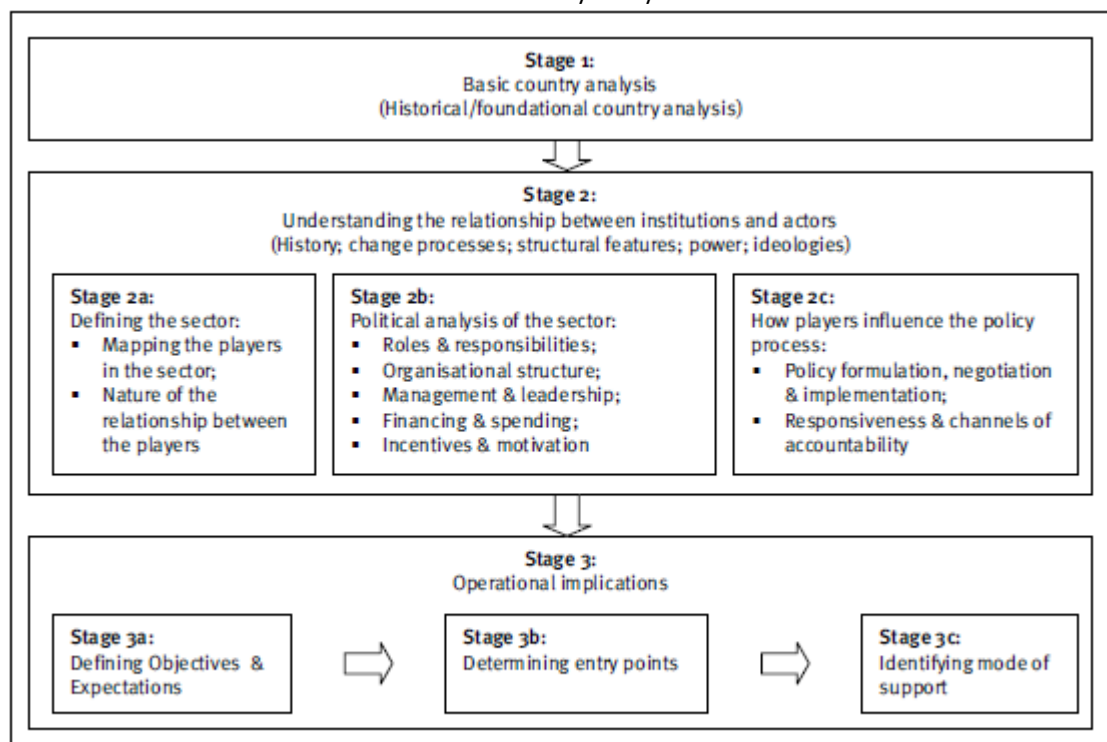 Stage 1:
Basic country analysis
(Historical/foundational country analysis)
Stage 2:
Understanding the relationship between institutions and actors
(History; change processes; structural features; power; ideologies)
Stage 2a:
Defining the sector:
▪ Mapping the players
in the sector;
▪ Nature of the
relationship between
the players
Stage 2b:
Political analysis of the sector:
▪ Roles & responsibilities;
▪ Organisational structure;
▪ Management & leadership;
▪ Financing & spending;
▪ Incentives & motivation
Stage 2c:
How players influence the policy
process:
▪ Policy formulation, negotiation
& implementation;
▪ Responsiveness & channels of
accountability
Stage 3:
Operational implications
Stage 3a:
Defining Objectives &
Expectations
Stage 3b:
Determining entry points
Stage 3c:
Identifying mode of
support